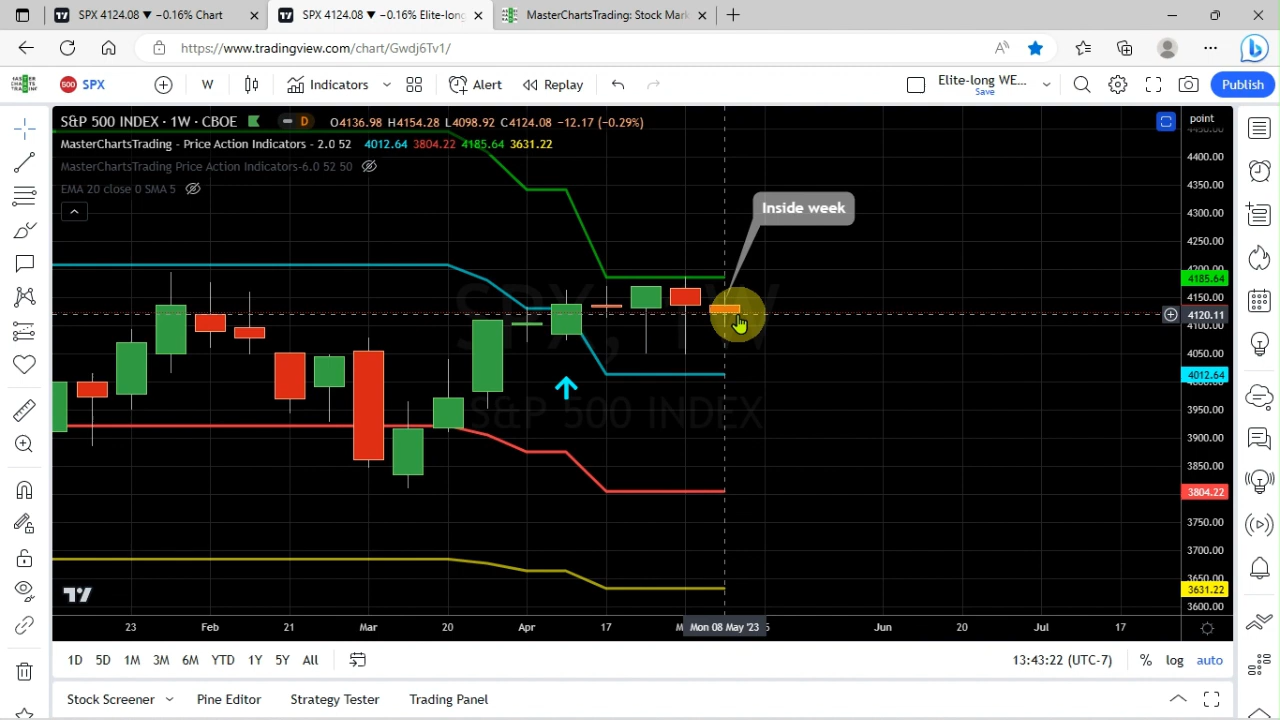 SPX 4124.08 ▼ −0.16% Chart
SPX 4124.08 ▼ −0.16% Elite-long
MasterChartsTrading: Stock Mark
https://www.tradingview.com/chart/Gwdj6Tv1/
SPX
W
Indicators
Alert
Replay
Elite-long WE...
Save
Publish
S&P 500 INDEX · 1W · CBOE
D
O4136.98 H4154.28 L4098.92 C4124.08 −12.17 (−0.29%)
MasterChartsTrading - Price Action Indicators - 2.0 52 4012.64 3804.22 4185.64 3631.22
MasterChartsTrading Price Action Indicators-6.0 52 50
EMA 20 close 0 SMA 5
Inside week
S&P 500 INDEX
point
4400.00
4350.00
4300.00
4250.00
4200.00
4185.64
4150.00
4120.11
4100.00
4050.00
4012.64
4000.00
3950.00
3900.00
3850.00
3804.22
3750.00
3700.00
3650.00
3631.22
3600.00
23 Feb 21 Mar 20 Apr 17 Mon 08 May '23 Jun 20 Jul 17
1D 5D 1M 3M 6M YTD 1Y 5Y All
13:43:22 (UTC-7) % log auto
Stock Screener Pine Editor Strategy Tester Trading Panel